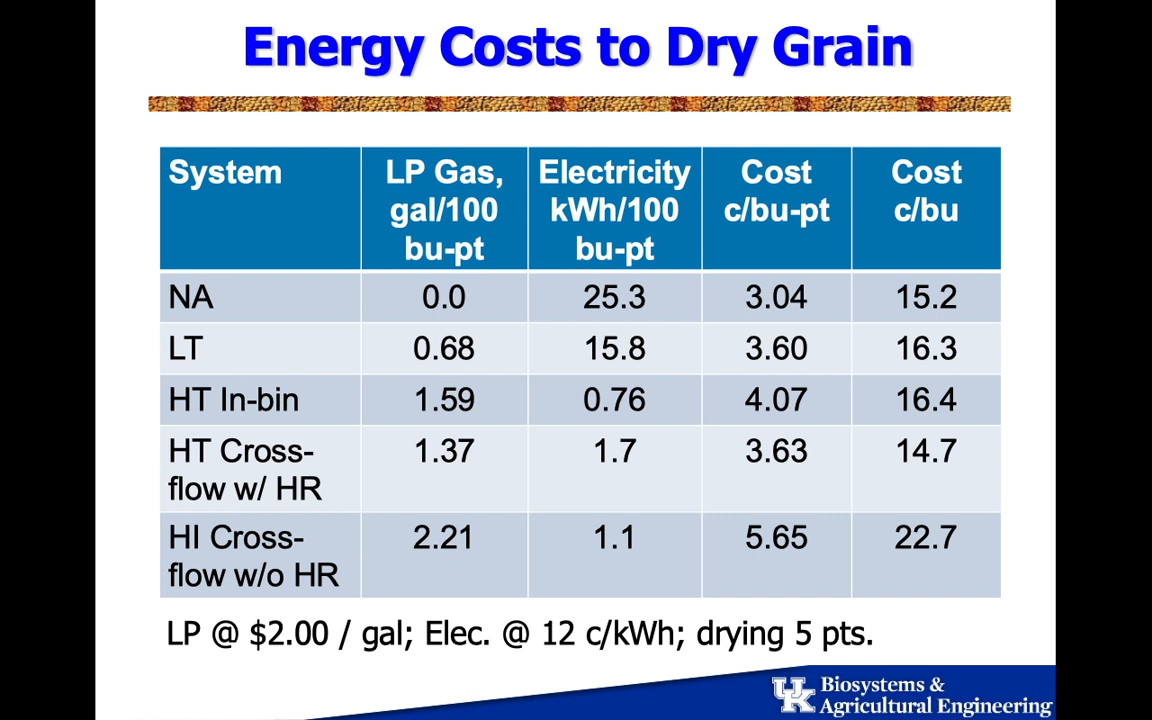 Energy Costs to Dry Grain
System
LP Gas,
gal/100
bu-pt
Electricity
kWh/100
bu-pt
Cost
c/bu-pt
Cost
c/bu
NA 0.0 25.3 3.04 15.2
LT 0.68 15.8 3.60 16.3
HT In-bin 1.59 0.76 4.07 16.4
HT Cross- 1.37 1.7 3.63 14.7
flow w/ HR
HI Cross- 2.21 1.1 5.65 22.7
flow w/o HR
LP @ $2.00 / gal; Elec. @ 12 c/kWh; drying 5 pts.
UK Biosystems &
Agricultural Engineering